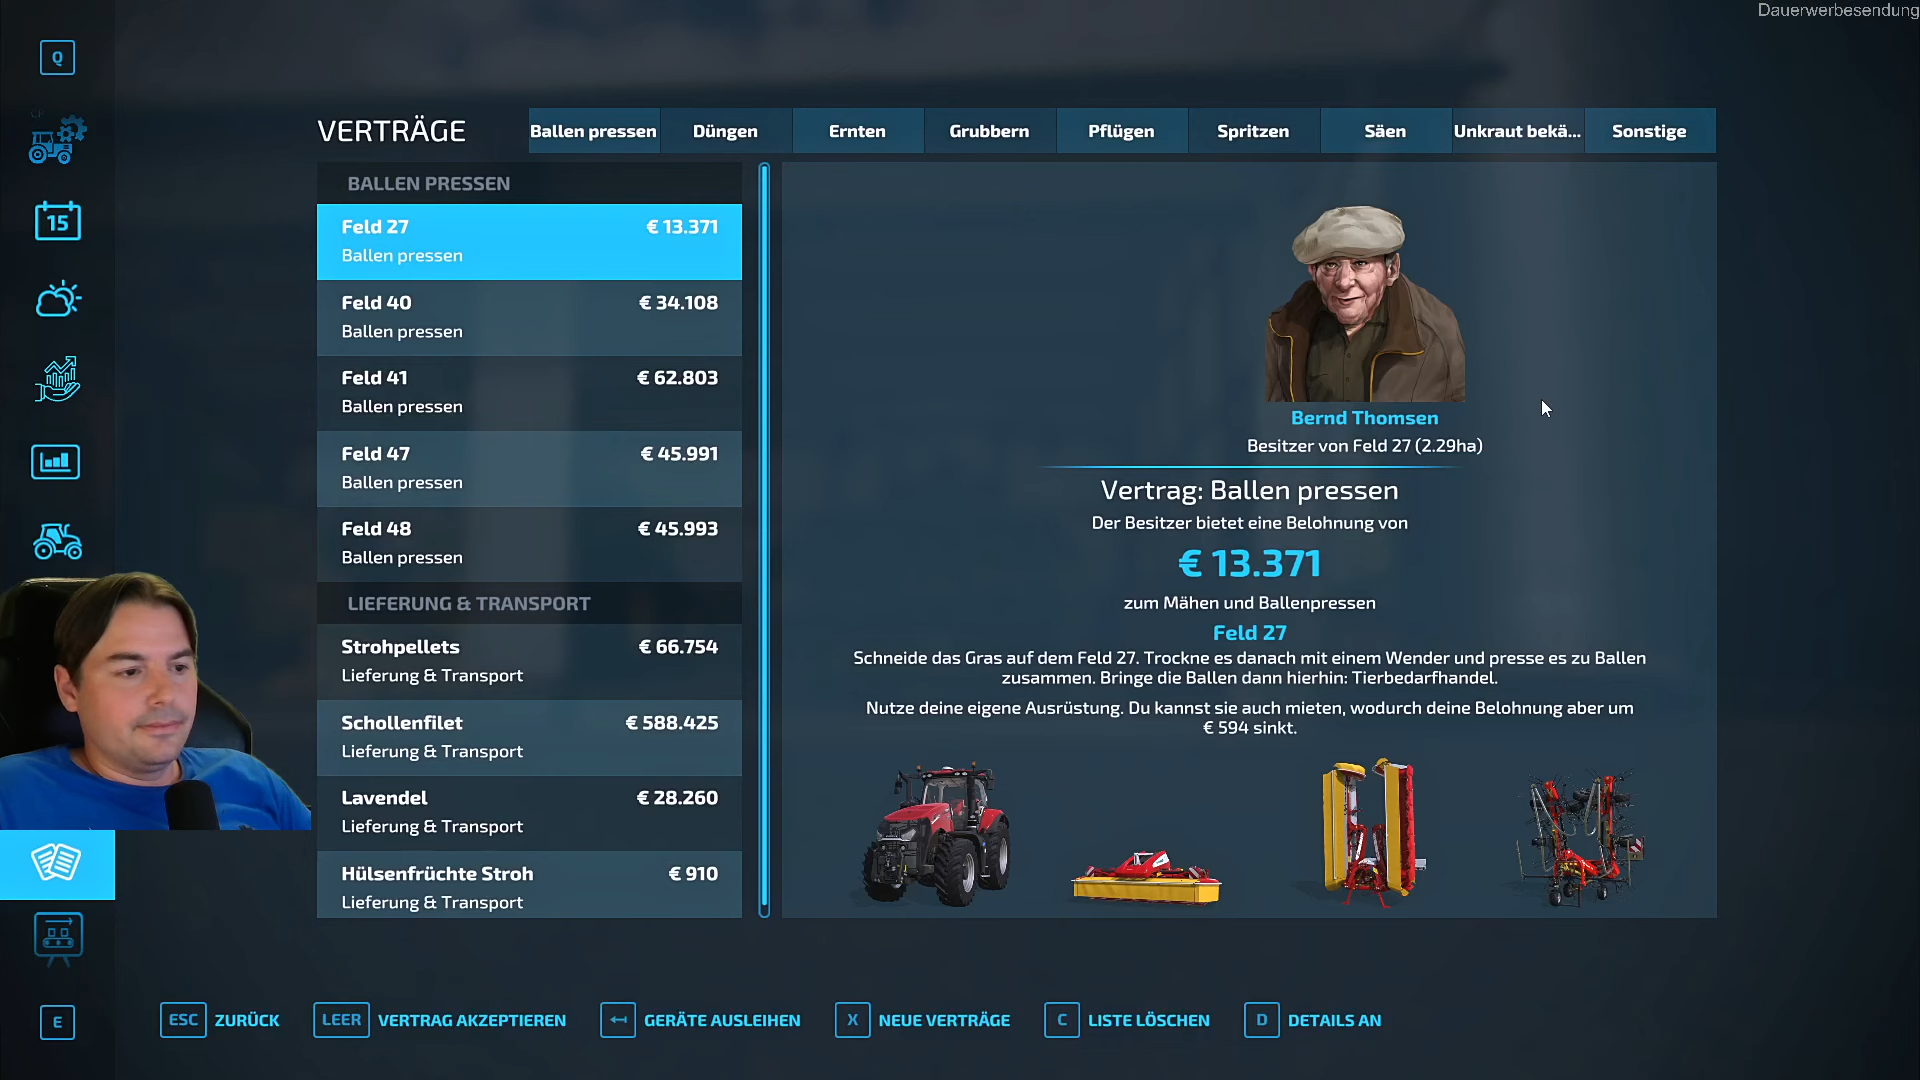 Dauerwerbesendung
Q
CP
15
VERTRÄGE
Ballen pressen
Düngen
Ernten
Grubbern
Pflügen
Spritzen
Säen
Unkraut bekä...
Sonstige
BALLEN PRESSEN
Feld 27 € 13.371
Ballen pressen
Feld 40 € 34.108
Ballen pressen
Feld 41 € 62.803
Ballen pressen
Feld 47 € 45.991
Ballen pressen
Feld 48 € 45.993
Ballen pressen
LIEFERUNG & TRANSPORT
Strohpellets € 66.754
Lieferung & Transport
Schollenfilet € 588.425
Lieferung & Transport
Lavendel € 28.260
Lieferung & Transport
Hülsenfrüchte Stroh € 910
Lieferung & Transport
Bernd Thomsen
Besitzer von Feld 27 (2.29ha)
Vertrag: Ballen pressen
Der Besitzer bietet eine Belohnung von
€ 13.371
zum Mähen und Ballenpressen
Feld 27
Schneide das Gras auf dem Feld 27. Trockne es danach mit einem Wender und presse es zu Ballen
zusammen. Bringe die Ballen dann hierhin: Tierbedarfhandel.
Nutze deine eigene Ausrüstung. Du kannst sie auch mieten, wodurch deine Belohnung aber um
€ 594 sinkt.
E
ESC ZURÜCK
LEER VERTRAG AKZEPTIEREN
GERÄTE AUSLEIHEN
X NEUE VERTRÄGE
C LISTE LÖSCHEN
D DETAILS AN